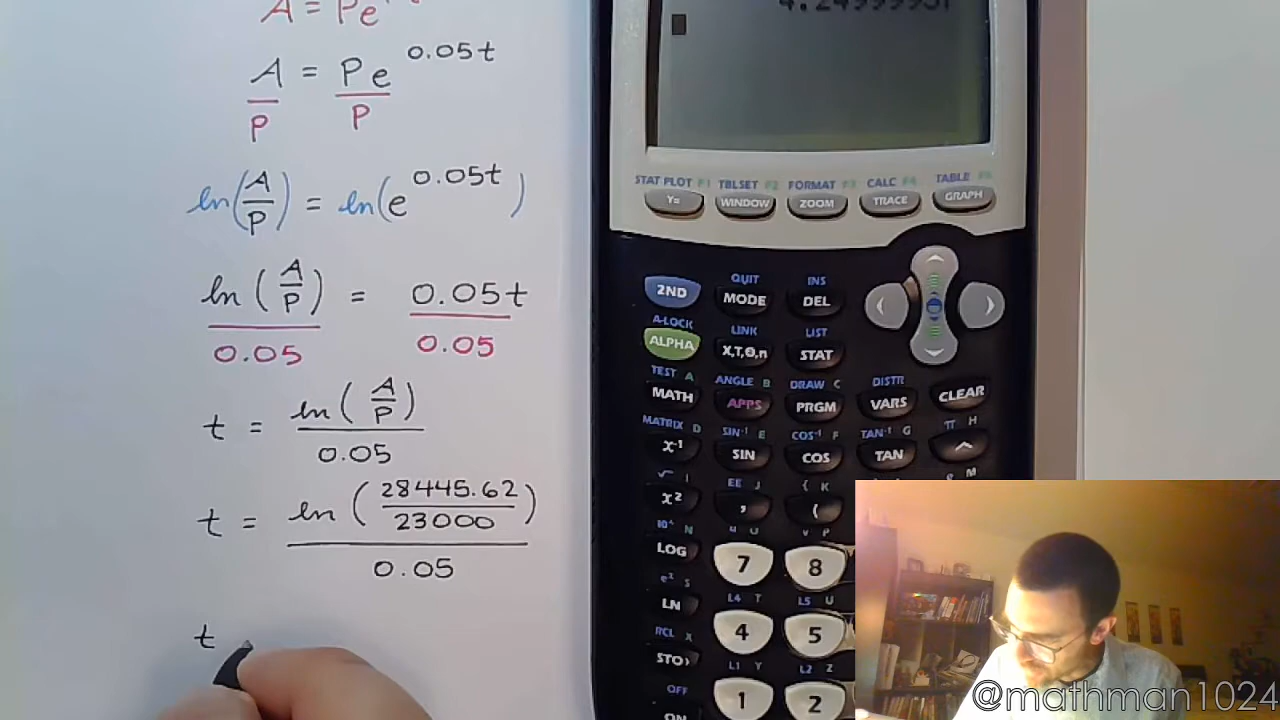 A = Pe
A/P = Pe^0.05t/P
ln(A/P) = ln(e^0.05t)
ln(A/P)/0.05 = 0.05t/0.05
t = ln(A/P)/0.05
t = ln(28445.62/23000)/0.05
t
STAT PLOT F1 TBLSET F2 FORMAT F3 CALC F4 TABLE F5
Y= WINDOW ZOOM TRACE GRAPH
QUIT INS
2ND MODE DEL
A-LOCK LINK LIST
ALPHA X,T,Θ,n STAT
TEST A ANGLE B DRAW C DISTR
MATH APPS PRGM VARS CLEAR
MATRIX D SIN⁻¹ E COS⁻¹ F TAN⁻¹ G π H
x⁻¹ SIN COS TAN ^
√ I EE J { K M
x² , (
10ˣ N u O v P
LOG 7 8
eˣ S L4 T L5 U
LN 4 5
RCL X L1 Y L2 Z
STO› 1 2
OFF
ON
@mathman1024